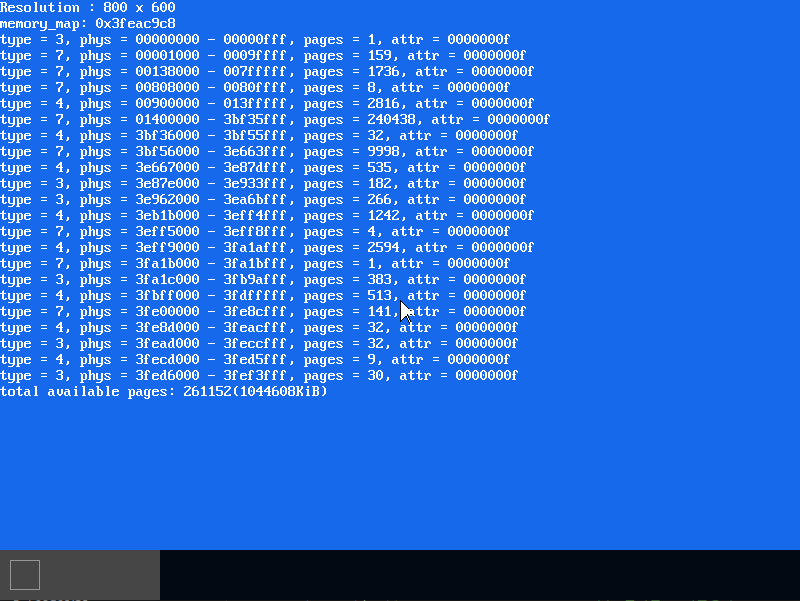 Resolution : 800 x 600
memory_map: 0x3feac9c8
type = 3, phys = 00000000 - 00000fff, pages = 1, attr = 0000000f
type = 7, phys = 00001000 - 0009ffff, pages = 159, attr = 0000000f
type = 7, phys = 00138000 - 007fffff, pages = 1736, attr = 0000000f
type = 7, phys = 00808000 - 0080ffff, pages = 8, attr = 0000000f
type = 4, phys = 00900000 - 013fffff, pages = 2816, attr = 0000000f
type = 7, phys = 01400000 - 3bf35fff, pages = 240438, attr = 0000000f
type = 4, phys = 3bf36000 - 3bf55fff, pages = 32, attr = 0000000f
type = 7, phys = 3bf56000 - 3e663fff, pages = 9998, attr = 0000000f
type = 4, phys = 3e667000 - 3e87dfff, pages = 535, attr = 0000000f
type = 3, phys = 3e87e000 - 3e933fff, pages = 182, attr = 0000000f
type = 3, phys = 3e962000 - 3ea6bfff, pages = 266, attr = 0000000f
type = 4, phys = 3eb1b000 - 3eff4fff, pages = 1242, attr = 0000000f
type = 7, phys = 3eff5000 - 3eff8fff, pages = 4, attr = 0000000f
type = 4, phys = 3eff9000 - 3fa1afff, pages = 2594, attr = 0000000f
type = 7, phys = 3fa1b000 - 3fa1bfff, pages = 1, attr = 0000000f
type = 3, phys = 3fa1c000 - 3fb9afff, pages = 383, attr = 0000000f
type = 4, phys = 3fbff000 - 3fdfffff, pages = 513, attr = 0000000f
type = 7, phys = 3fe00000 - 3fe8cfff, pages = 141, attr = 0000000f
type = 4, phys = 3fe8d000 - 3feacfff, pages = 32, attr = 0000000f
type = 3, phys = 3fead000 - 3feccfff, pages = 32, attr = 0000000f
type = 4, phys = 3fecd000 - 3fed5fff, pages = 9, attr = 0000000f
type = 3, phys = 3fed6000 - 3fef3fff, pages = 30, attr = 0000000f
total available pages: 261152(1044608KiB)